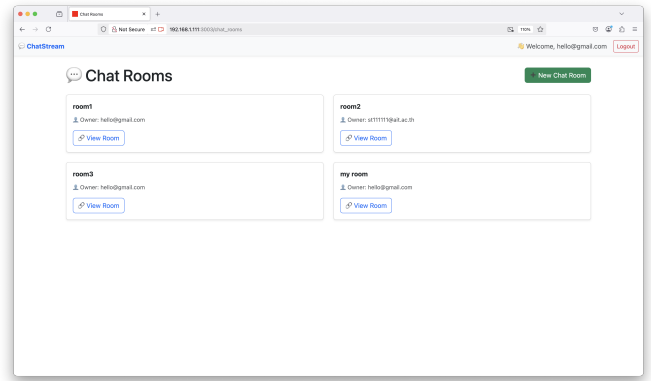 Chat Rooms
Not Secure 192.168.1.111:3003/chat_rooms 110%
ChatStream
Welcome, hello@gmail.com Logout
Chat Rooms
New Chat Room
room1
Owner: hello@gmail.com
View Room
room2
Owner: st111111@ait.ac.th
View Room
room3
Owner: hello@gmail.com
View Room
my room
Owner: hello@gmail.com
View Room